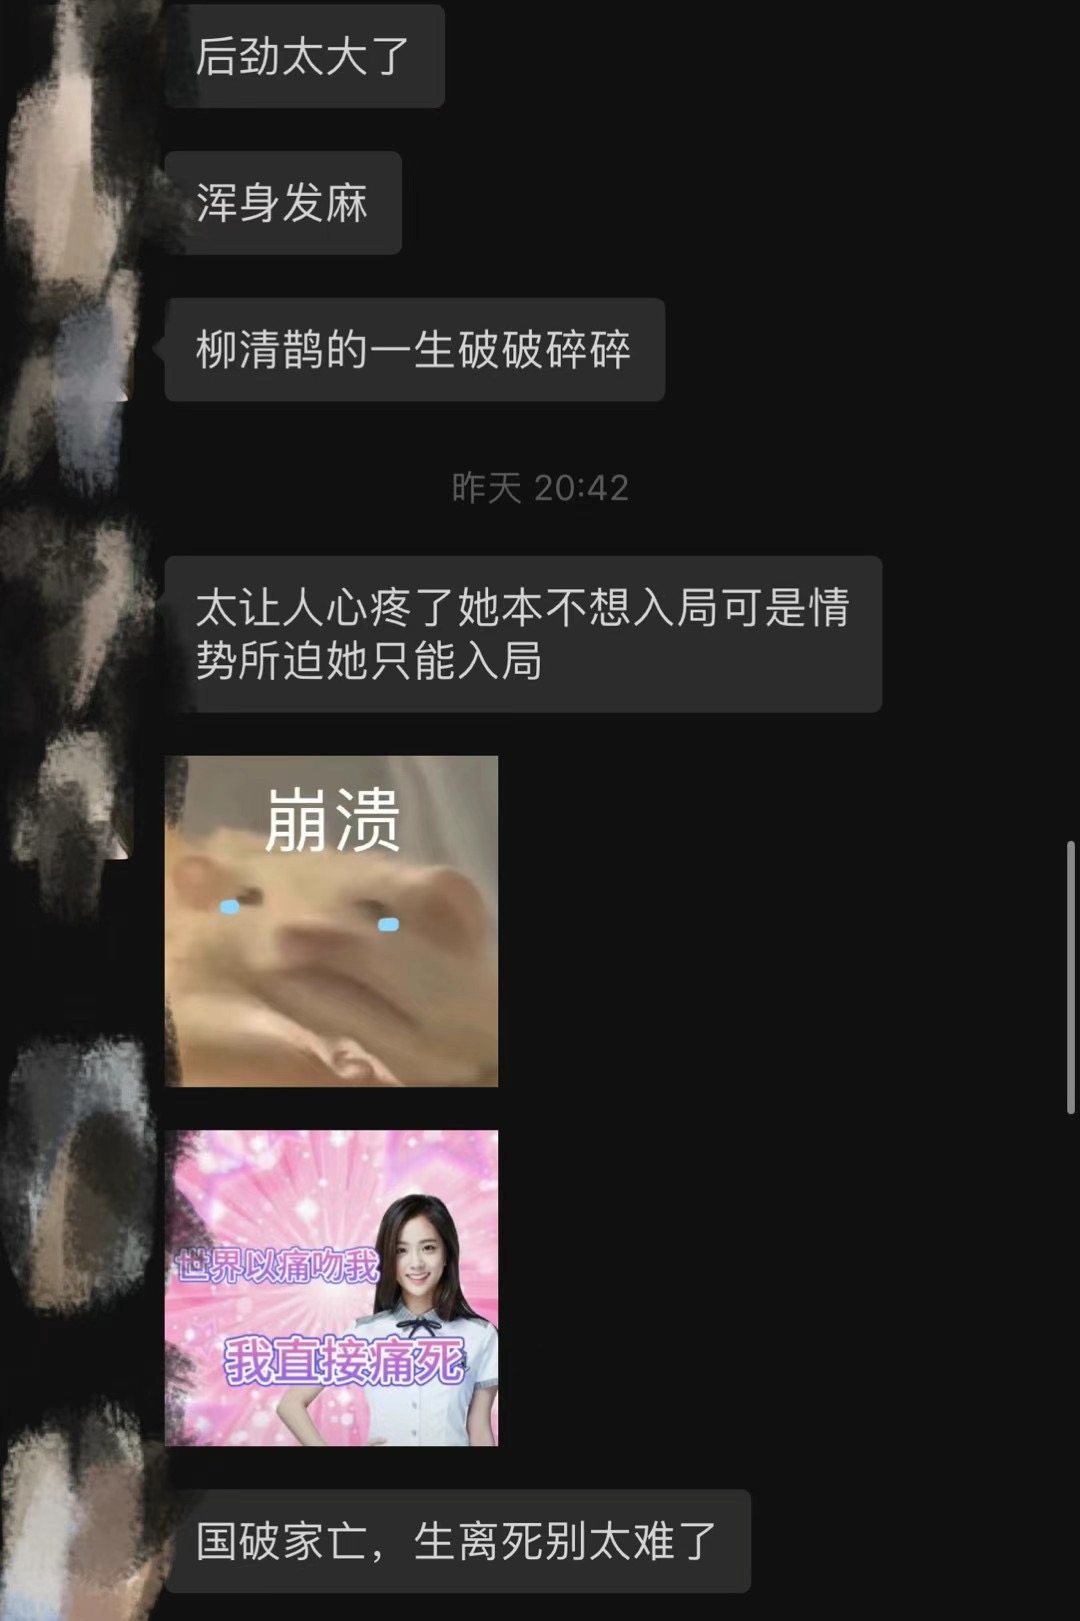 后劲太大了
浑身发麻
柳清鹊的一生破破碎碎
昨天 20:42
太让人心疼了她本不想入局可是情
势所迫她只能入局
崩溃
世界以痛吻我
我直接痛死
国破家亡，生离死别太难了